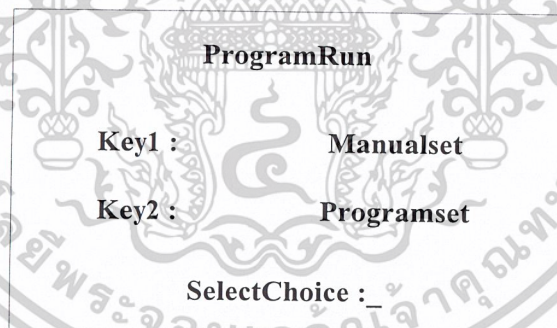 ProgramRun
Key1 : Manualset
Key2 : Programset
SelectChoice :_